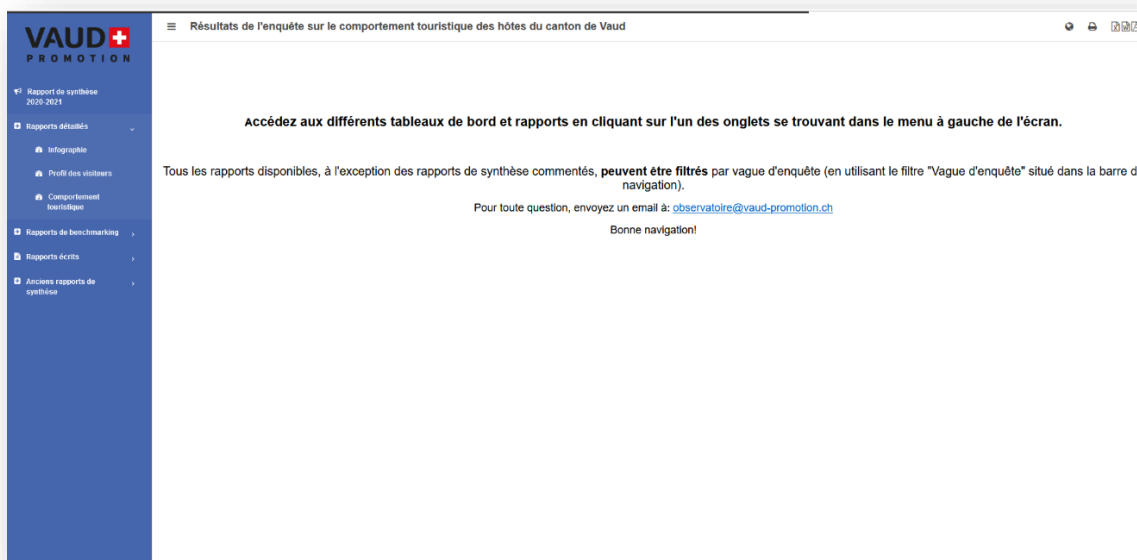 VAUD
PROMOTION
Rapport de synthèse
2020-2021
Rapports détaillés
Infographie
Profil des visiteurs
Comportement
touristique
Rapports de benchmarking
Rapports écrits
Anciens rapports de
synthèse
Résultats de l'enquête sur le comportement touristique des hôtes du canton de Vaud
Accédez aux différents tableaux de bord et rapports en cliquant sur l'un des onglets se trouvant dans le menu à gauche de l'écran.
Tous les rapports disponibles, à l'exception des rapports de synthèse commentés, peuvent être filtrés par vague d'enquête (en utilisant le filtre "Vague d'enquête" situé dans la barre d
navigation).
Pour toute question, envoyez un email à: observatoire@vaud-promotion.ch
Bonne navigation!